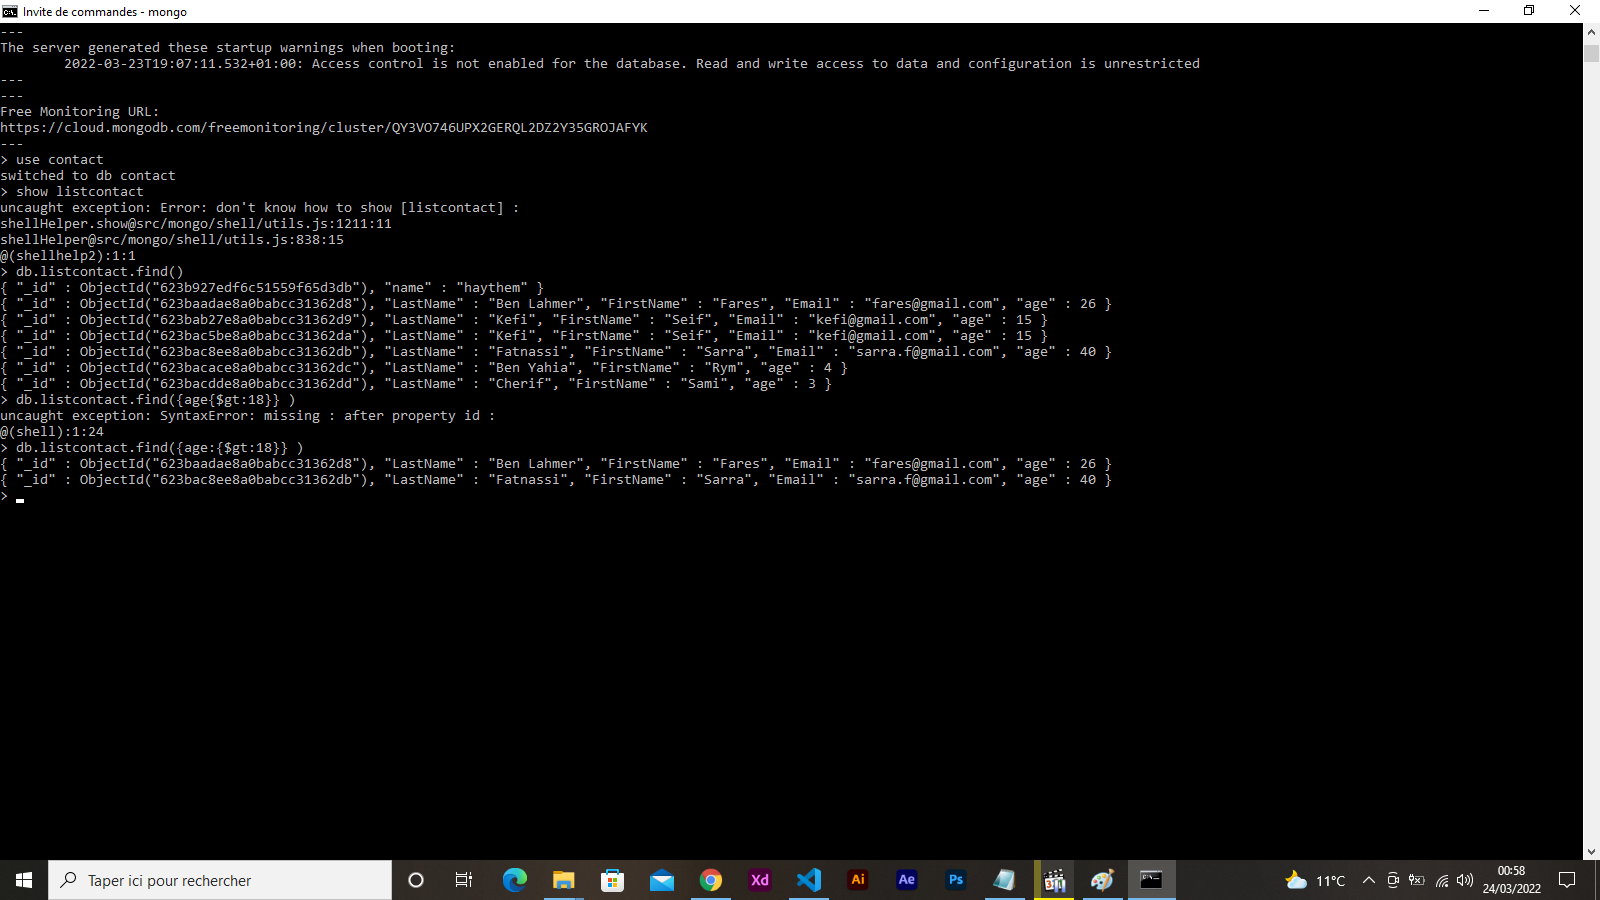 Invite de commandes - mongo
---
The server generated these startup warnings when booting:
        2022-03-23T19:07:11.532+01:00: Access control is not enabled for the database. Read and write access to data and configuration is unrestricted
---
---
Free Monitoring URL:
https://cloud.mongodb.com/freemonitoring/cluster/QY3VO746UPX2GERQL2DZ2Y35GROJAFYK
---
> use contact
switched to db contact
> show listcontact
uncaught exception: Error: don't know how to show [listcontact] :
shellHelper.show@src/mongo/shell/utils.js:1211:11
shellHelper@src/mongo/shell/utils.js:838:15
@(shellhelp2):1:1
> db.listcontact.find()
{ "_id" : ObjectId("623b927edf6c51559f65d3db"), "name" : "haythem" }
{ "_id" : ObjectId("623baadae8a0babcc31362d8"), "LastName" : "Ben Lahmer", "FirstName" : "Fares", "Email" : "fares@gmail.com", "age" : 26 }
{ "_id" : ObjectId("623bab27e8a0babcc31362d9"), "LastName" : "Kefi", "FirstName" : "Seif", "Email" : "kefi@gmail.com", "age" : 15 }
{ "_id" : ObjectId("623bac5be8a0babcc31362da"), "LastName" : "Kefi", "FirstName" : "Seif", "Email" : "kefi@gmail.com", "age" : 15 }
{ "_id" : ObjectId("623bac8ee8a0babcc31362db"), "LastName" : "Fatnassi", "FirstName" : "Sarra", "Email" : "sarra.f@gmail.com", "age" : 40 }
{ "_id" : ObjectId("623bacace8a0babcc31362dc"), "LastName" : "Ben Yahia", "FirstName" : "Rym", "age" : 4 }
{ "_id" : ObjectId("623bacdde8a0babcc31362dd"), "LastName" : "Cherif", "FirstName" : "Sami", "age" : 3 }
> db.listcontact.find({age{$gt:18}} )
uncaught exception: SyntaxError: missing : after property id :
@(shell):1:24
> db.listcontact.find({age:{$gt:18}} )
{ "_id" : ObjectId("623baadae8a0babcc31362d8"), "LastName" : "Ben Lahmer", "FirstName" : "Fares", "Email" : "fares@gmail.com", "age" : 26 }
{ "_id" : ObjectId("623bac8ee8a0babcc31362db"), "LastName" : "Fatnassi", "FirstName" : "Sarra", "Email" : "sarra.f@gmail.com", "age" : 40 }
>
Taper ici pour rechercher
Xd
Ai
Ae
Ps
11°C
00:58
24/03/2022